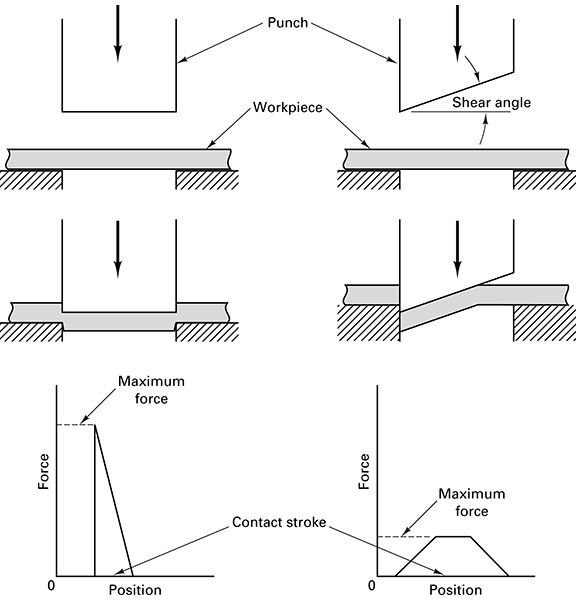 Punch
Shear angle
Workpiece
Maximum
force
Force
0
Position
Contact stroke
Maximum
force
Force
0
Position